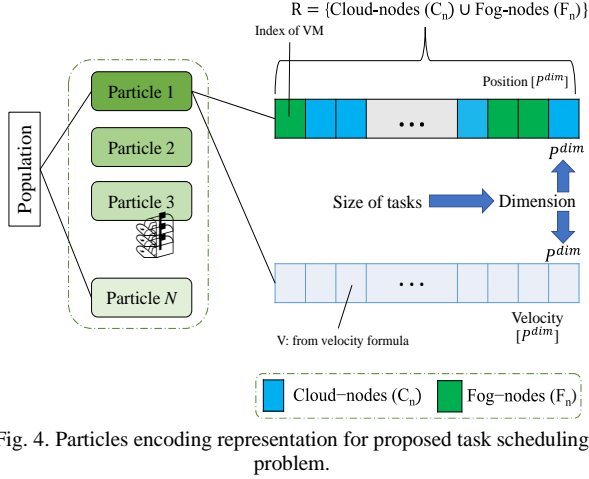 R = {Cloud-nodes (Cₙ) ∪ Fog-nodes (Fₙ)}
Index of VM
Position [P^dim]
Population
Particle 1
Particle 2
Particle 3
Particle N
...
P^dim
Size of tasks
Dimension
P^dim
...
V: from velocity formula
Velocity
[P^dim]
Cloud−nodes (Cₙ)
Fog−nodes (Fₙ)
Fig. 4. Particles encoding representation for proposed task scheduling
problem.